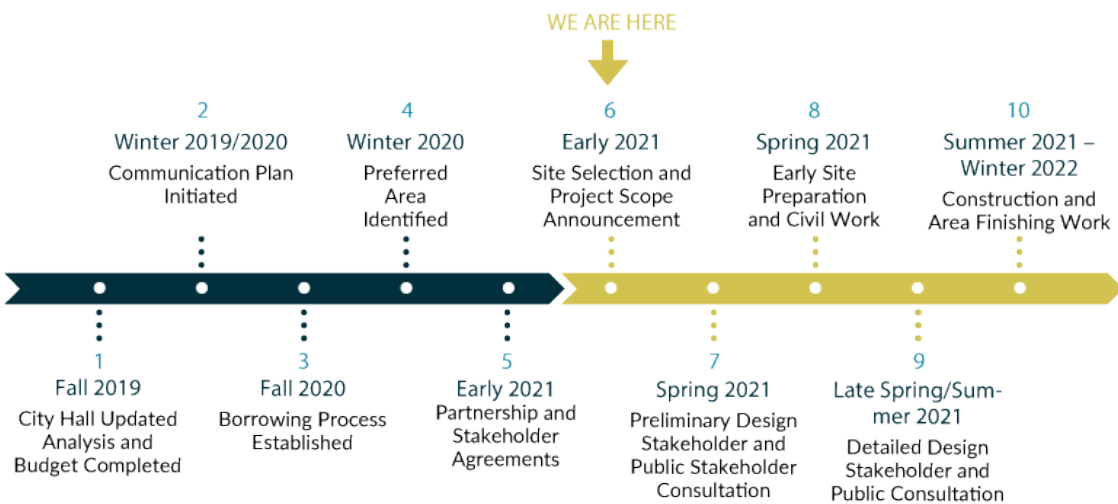 WE ARE HERE
2
Winter 2019/2020
Communication Plan
Initiated
4
Winter 2020
Preferred
Area
Identified
6
Early 2021
Site Selection and
Project Scope
Announcement
8
Spring 2021
Early Site
Preparation
and Civil Work
10
Summer 2021 –
Winter 2022
Construction and
Area Finishing Work
1
Fall 2019
City Hall Updated
Analysis and
Budget Completed
3
Fall 2020
Borrowing Process
Established
5
Early 2021
Partnership and
Stakeholder
Agreements
7
Spring 2021
Preliminary Design
Stakeholder and
Public Stakeholder
Consultation
9
Late Spring/Sum-
mer 2021
Detailed Design
Stakeholder and
Public Consultation